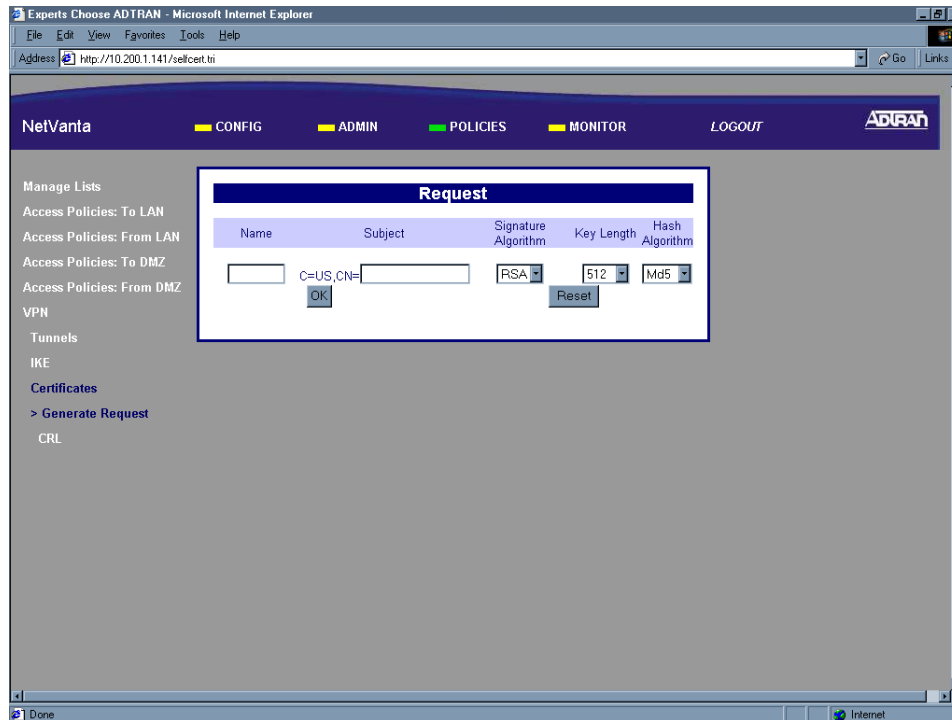 Experts Choose ADTRAN - Microsoft Internet Explorer
File Edit View Favorites Tools Help
Address http://10.200.1.141/selfcert.tri Go Links
NetVanta CONFIG ADMIN POLICIES MONITOR LOGOUT ADTRAN
Manage Lists
Access Policies: To LAN
Access Policies: From LAN
Access Policies: To DMZ
Access Policies: From DMZ
VPN
Tunnels
IKE
Certificates
> Generate Request
CRL
Request
Name Subject Signature Algorithm Key Length Hash Algorithm
C=US,CN= RSA 512 Md5
OK Reset
Done Internet